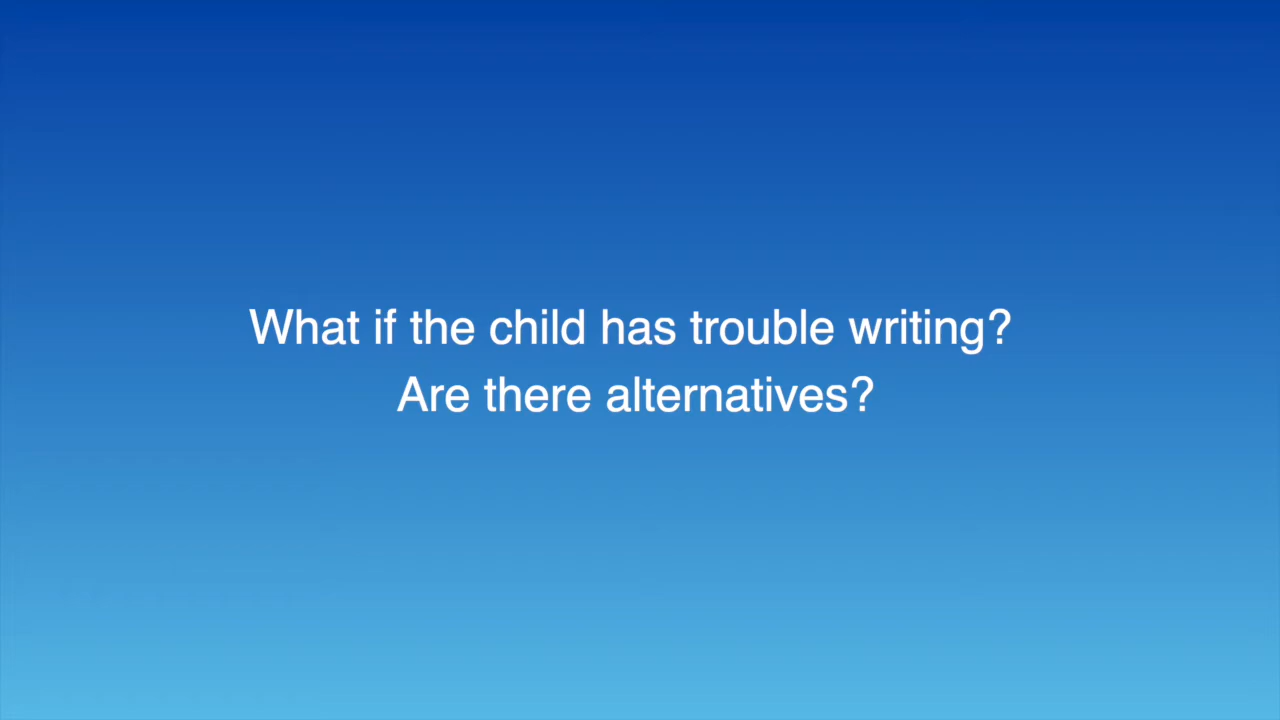 What if the child has trouble writing?
Are there alternatives?